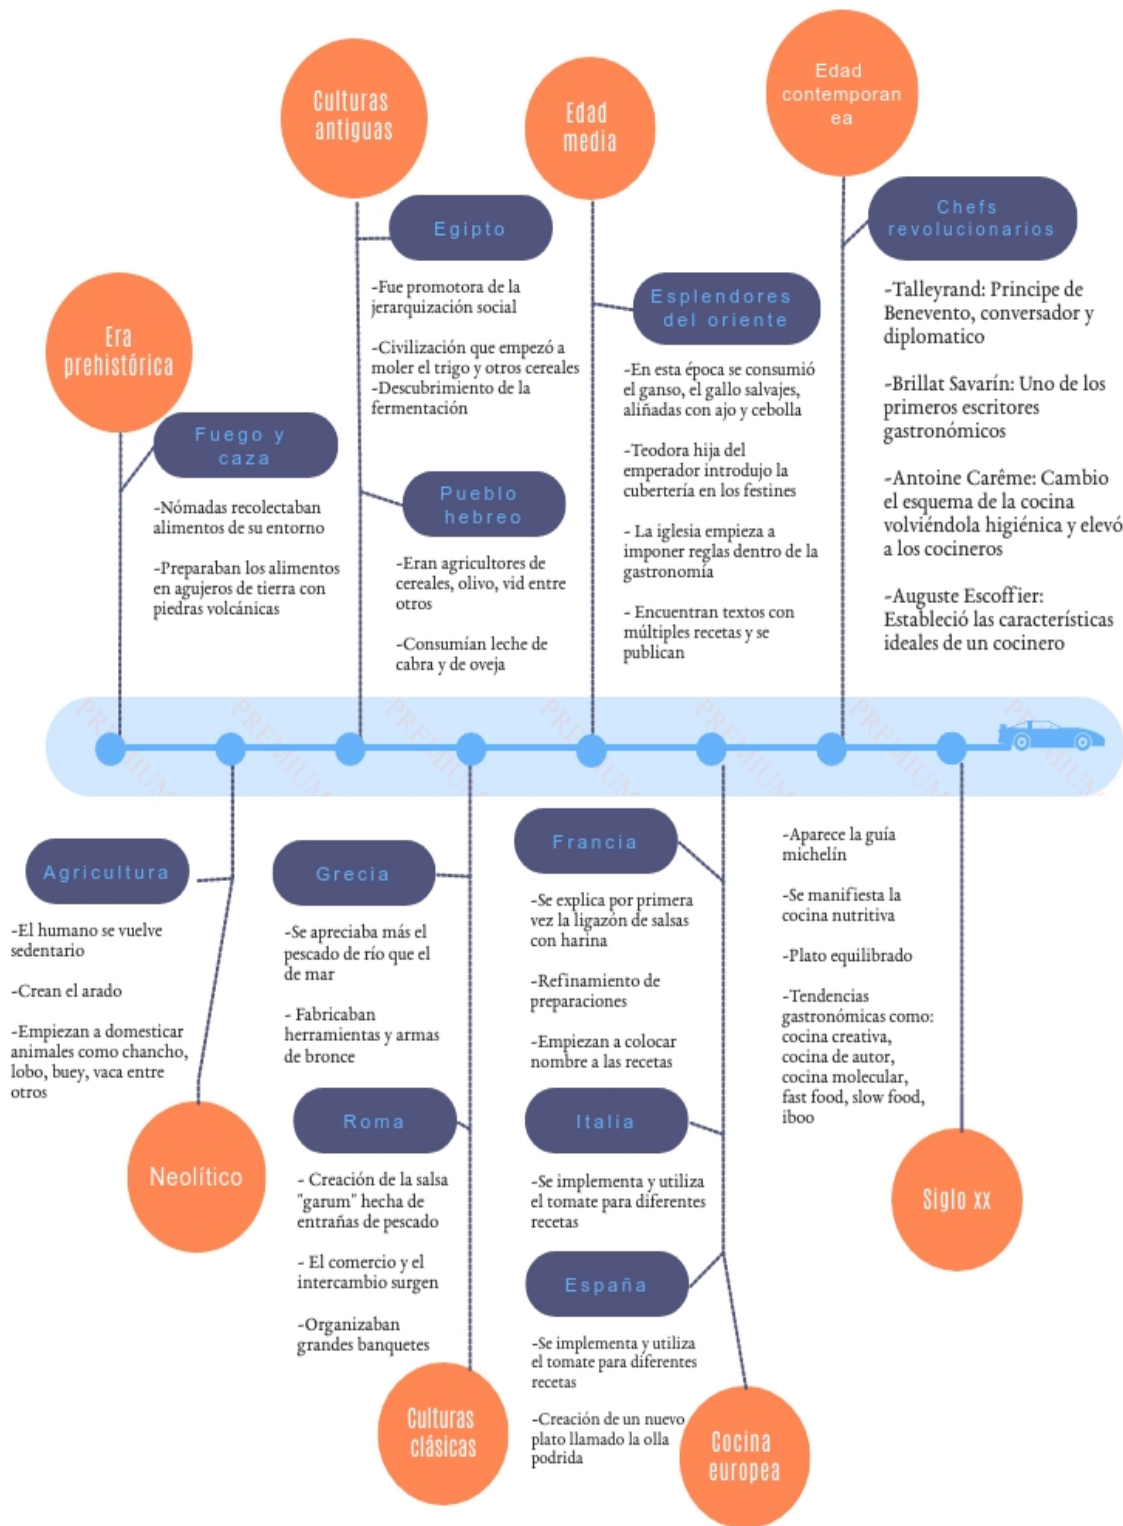 Era
prehistórica
Fuego y
caza
-Nómadas recolectaban
alimentos de su entorno
-Preparaban los alimentos
en agujeros de tierra con
piedras volcánicas
Culturas
antiguas
Egipto
-Fue promotora de la
jerarquización social
-Civilización que empezó a
moler el trigo y otros cereales
-Descubrimiento de la
fermentación
Pueblo
hebreo
-Eran agricultores de
cereales, olivo, vid entre
otros
-Consumían leche de
cabra y de oveja
Edad
media
Esplendores
del oriente
-En esta época se consumió
el ganso, el gallo salvajes,
aliñadas con ajo y cebolla
-Teodora hija del
emperador introdujo la
cubertería en los festines
- La iglesia empieza a
imponer reglas dentro de la
gastronomía
- Encuentran textos con
múltiples recetas y se
publican
Edad
contemporan
ea
Chefs
revolucionarios
-Talleyrand: Principe de
Benevento, conversador y
diplomatico
-Brillat Savarín: Uno de los
primeros escritores
gastronómicos
-Antoine Carême: Cambio
el esquema de la cocina
volviéndola higiénica y elevó
a los cocineros
-Auguste Escoffier:
Estableció las características
ideales de un cocinero
PREMIUM
PREMIUM
PREMIUM
PREMIUM
PREMIUM
PREMIUM
PREMIUM
Agricultura
-El humano se vuelve
sedentario
-Crean el arado
-Empiezan a domesticar
animales como chancho,
lobo, buey, vaca entre
otros
Neolítico
Grecia
-Se apreciaba más el
pescado de río que el
de mar
- Fabricaban
herramientas y armas
de bronce
Roma
- Creación de la salsa
"garum" hecha de
entrañas de pescado
- El comercio y el
intercambio surgen
-Organizaban
grandes banquetes
Culturas
clásicas
Francia
-Se explica por primera
vez la ligazón de salsas
con harina
-Refinamiento de
preparaciones
-Empiezan a colocar
nombre a las recetas
Italia
-Se implementa y utiliza
el tomate para diferentes
recetas
España
-Se implementa y utiliza
el tomate para diferentes
recetas
-Creación de un nuevo
plato llamado la olla
podrida
Cocina
europea
-Aparece la guía
michelín
-Se manifiesta la
cocina nutritiva
-Plato equilibrado
-Tendencias
gastronómicas como:
cocina creativa,
cocina de autor,
cocina molecular,
fast food, slow food,
iboo
Siglo xx